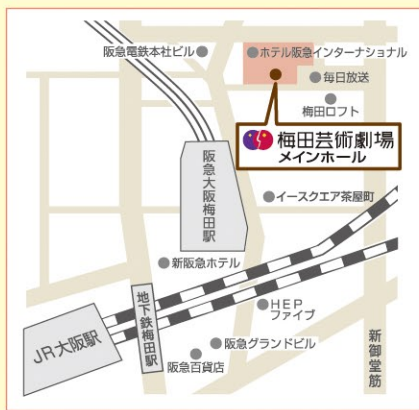 阪急電鉄本社ビル
ホテル阪急インターナショナル
毎日放送
梅田ロフト
梅田芸術劇場
メインホール
阪急大阪梅田駅
イースクエア茶屋町
新阪急ホテル
地下鉄梅田駅
HEP
ファイブ
JR大阪駅
阪急グランドビル
阪急百貨店
新御堂筋